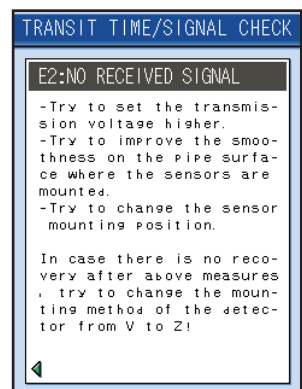 TRANSIT TIME/SIGNAL CHECK
E2:NO RECEIVED SIGNAL
-Try to set the transmis-
sion voltage higher.
-Try to improve the smoo-
thness on the pipe surfa-
ce where the sensors are
mounted.
-Try to change the sensor
mounting position.
In case there is no reco-
very after above measures
, try to change the moun-
ting method of the detec-
tor from V to Z!